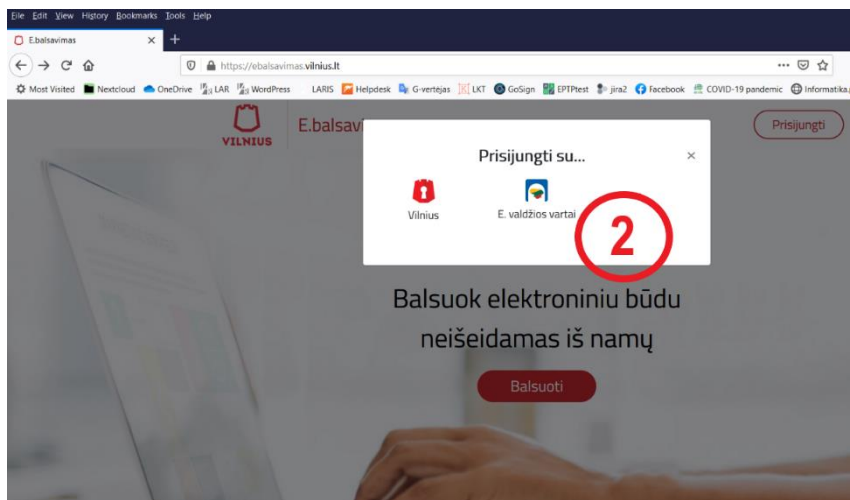 File Edit View History Bookmarks Tools Help
E.balsavimas × +
https://ebalsavimas.vilnius.lt
Most Visited Nextcloud OneDrive LAR WordPress LARIS Helpdesk G-vertėjas LKT GoSign EPTPtest jira2 Facebook COVID-19 pandemic Informatika
VILNIUS
E.balsavi
Prisijungti
Prisijungti su... ×
Vilnius
E. valdžios vartai
2
Balsuok elektroniniu būdu
neišeidamas iš namų
Balsuoti